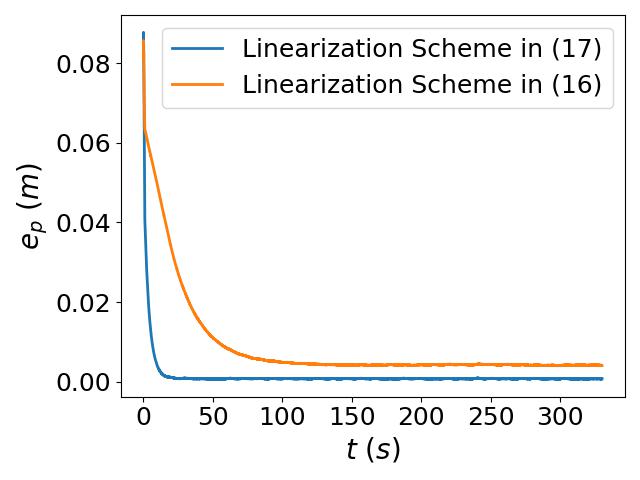 Linearization Scheme in (17)
Linearization Scheme in (16)
0.08
0.06
0.04
0.02
0.00
e_p (m)
0 50 100 150 200 250 300
t (s)